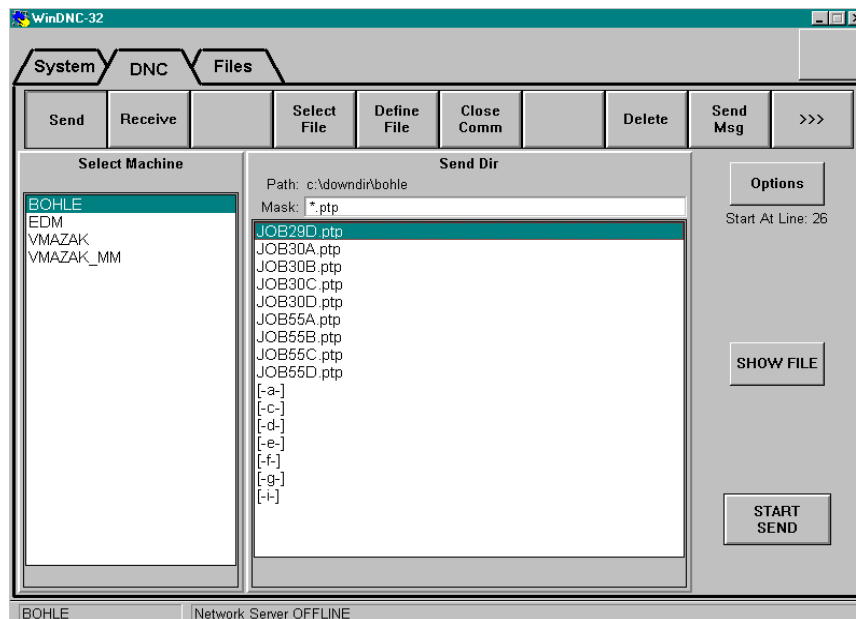 WinDNC-32
System DNC Files
Send Receive Select File Define File Close Comm Delete Send Msg >>>
Select Machine
BOHLE
EDM
VMAZAK
VMAZAK_MM
Send Dir
Path: c:\downdir\bohle
Mask: *.ptp
JOB29D.ptp
JOB30A.ptp
JOB30B.ptp
JOB30C.ptp
JOB30D.ptp
JOB55A.ptp
JOB55B.ptp
JOB55C.ptp
JOB55D.ptp
[-a-]
[-c-]
[-d-]
[-e-]
[-f-]
[-g-]
[-i-]
Options
Start At Line: 26
SHOW FILE
START
SEND
BOHLE Network Server OFFLINE